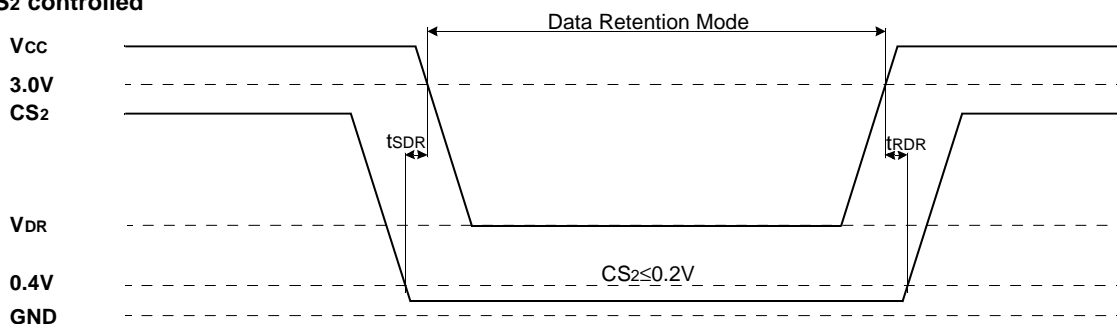 S2 controlled
Data Retention Mode
VCC
3.0V
CS2
tSDR
tRDR
VDR
0.4V
CS2≤0.2V
GND